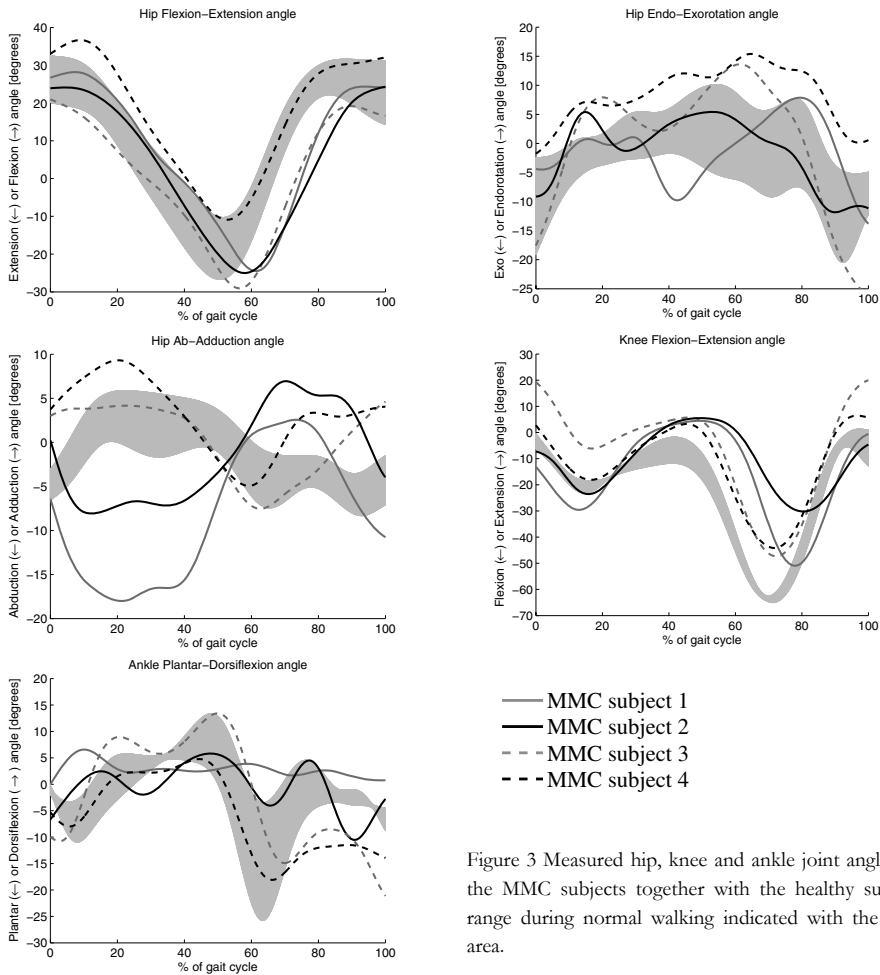 Hip Flexion−Extension angle
Extension (←) or Flexion (→) angle [degrees]
40
30
20
10
0
−10
−20
−30
0 20 40 60 80 100
% of gait cycle
Hip Endo−Exorotation angle
Exo (←) or Endorotation (→) angle [degrees]
20
15
10
5
0
−5
−10
−15
−20
−25
0 20 40 60 80 100
% of gait cycle
Hip Ab−Adduction angle
Abduction (←) or Adduction (→) angle [degrees]
10
5
0
−5
−10
−15
−20
0 20 40 60 80 100
% of gait cycle
Knee Flexion−Extension angle
Flexion (←) or Extension (→) angle [degrees]
30
20
10
0
−10
−20
−30
−40
−50
−60
−70
0 20 40 60 80 100
% of gait cycle
Ankle Plantar−Dorsiflexion angle
Plantar (←) or Dorsiflexion (→) angle [degrees]
20
15
10
5
0
−5
−10
−15
−20
−25
−30
0 20 40 60 80 100
% of gait cycle
MMC subject 1
MMC subject 2
MMC subject 3
MMC subject 4
Figure 3 Measured hip, knee and ankle joint angl
the MMC subjects together with the healthy su
range during normal walking indicated with the
area.